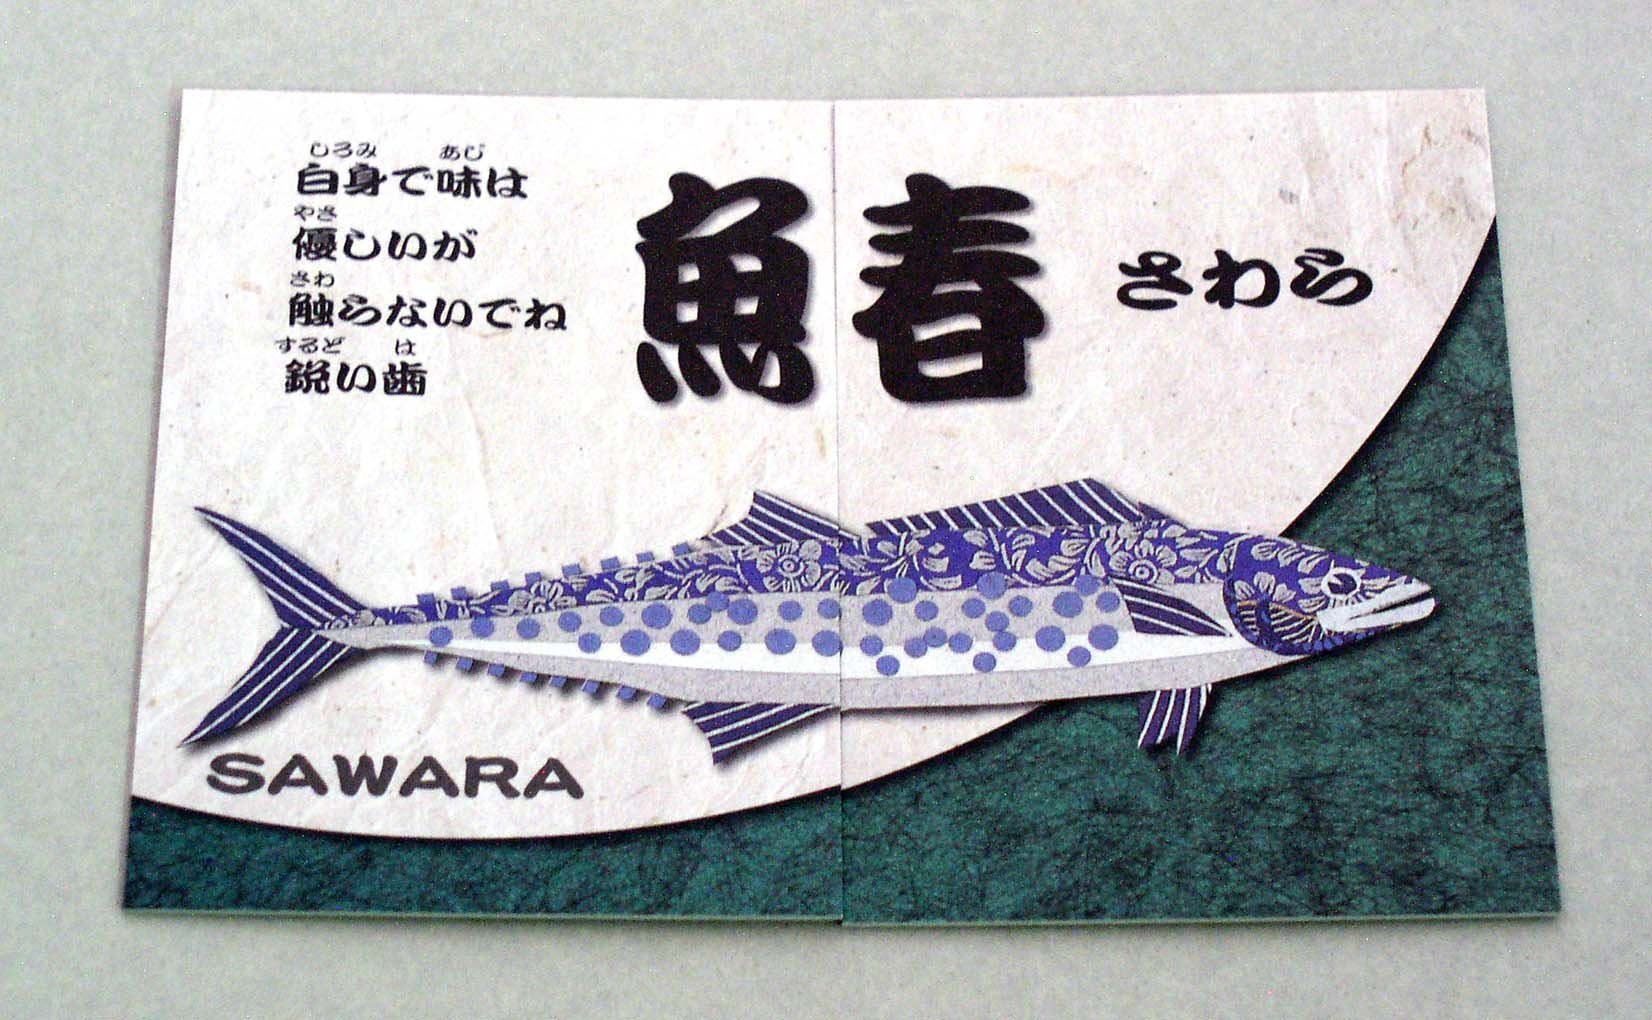 しろみ あじ
白身で味は
やさ
優しいが
さわ
触らないでね
するど は
鋭い歯
魚春
さわら
SAWARA